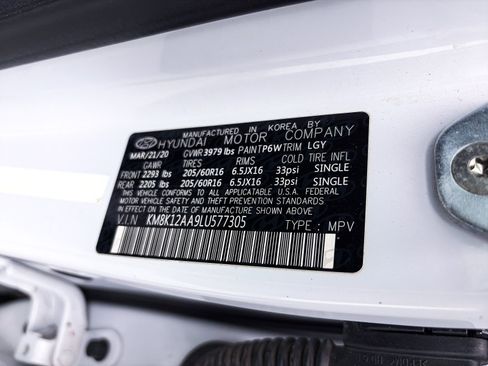 MANUFACTURED IN KOREA BY
HYUNDAI MOTOR COMPANY
MAR/21/20 GVWR 3979 lbs PAINT P6W TRIM LGY
GAWR TIRES RIMS COLD TIRE INFL
FRONT 2293 lbs 205/60R16 6.5JX16 33psi SINGLE
REAR 2205 lbs 205/60R16 6.5JX16 33psi SINGLE
THIS VEHICLE CONFORMS TO ALL APPLICABLE U.S.A. FEDERAL
MOTOR VEHICLE SAFETY, BUMPER, AND THEFT PREVENTION STANDARDS
IN EFFECT ON THE DATE OF MANUFACTURE SHOWN ABOVE.
V.I.N KM8K12AA9LU577305 TYPE: MPV